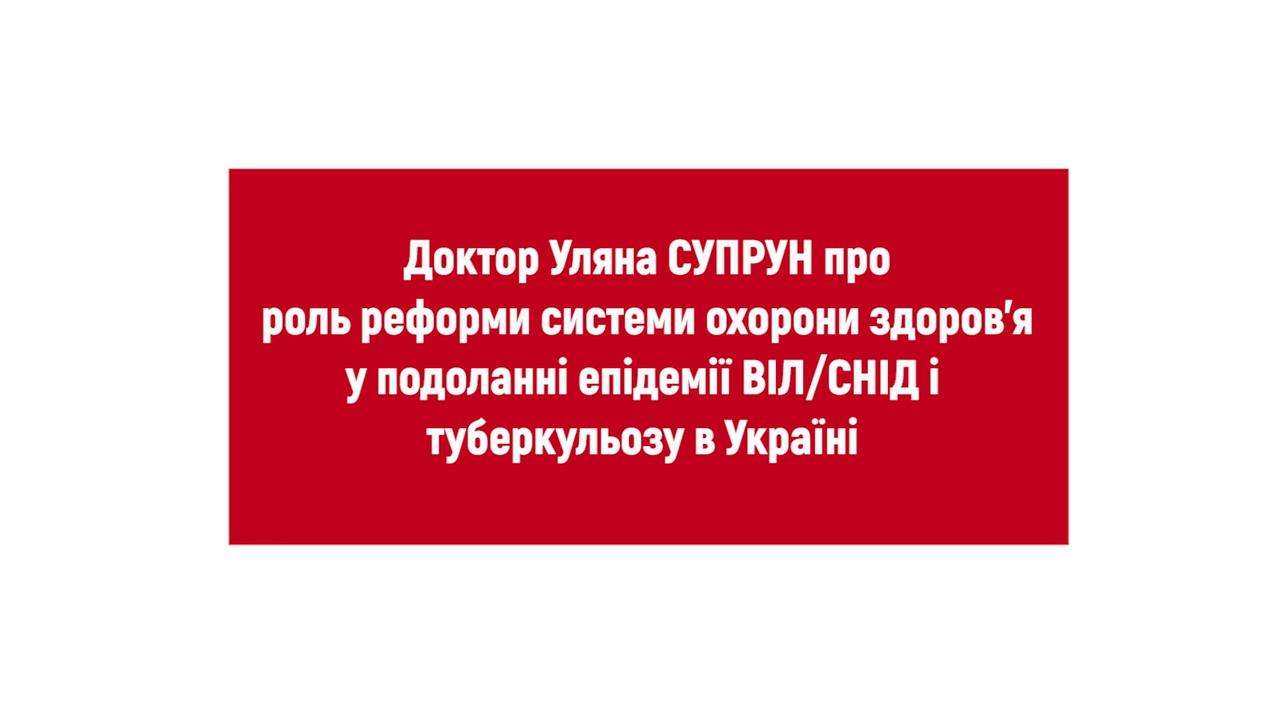 Доктор Уляна СУПРУН про
роль реформи системи охорони здоров'я
у подоланні епідемії ВІЛ/СНІД і
туберкульозу в Україні